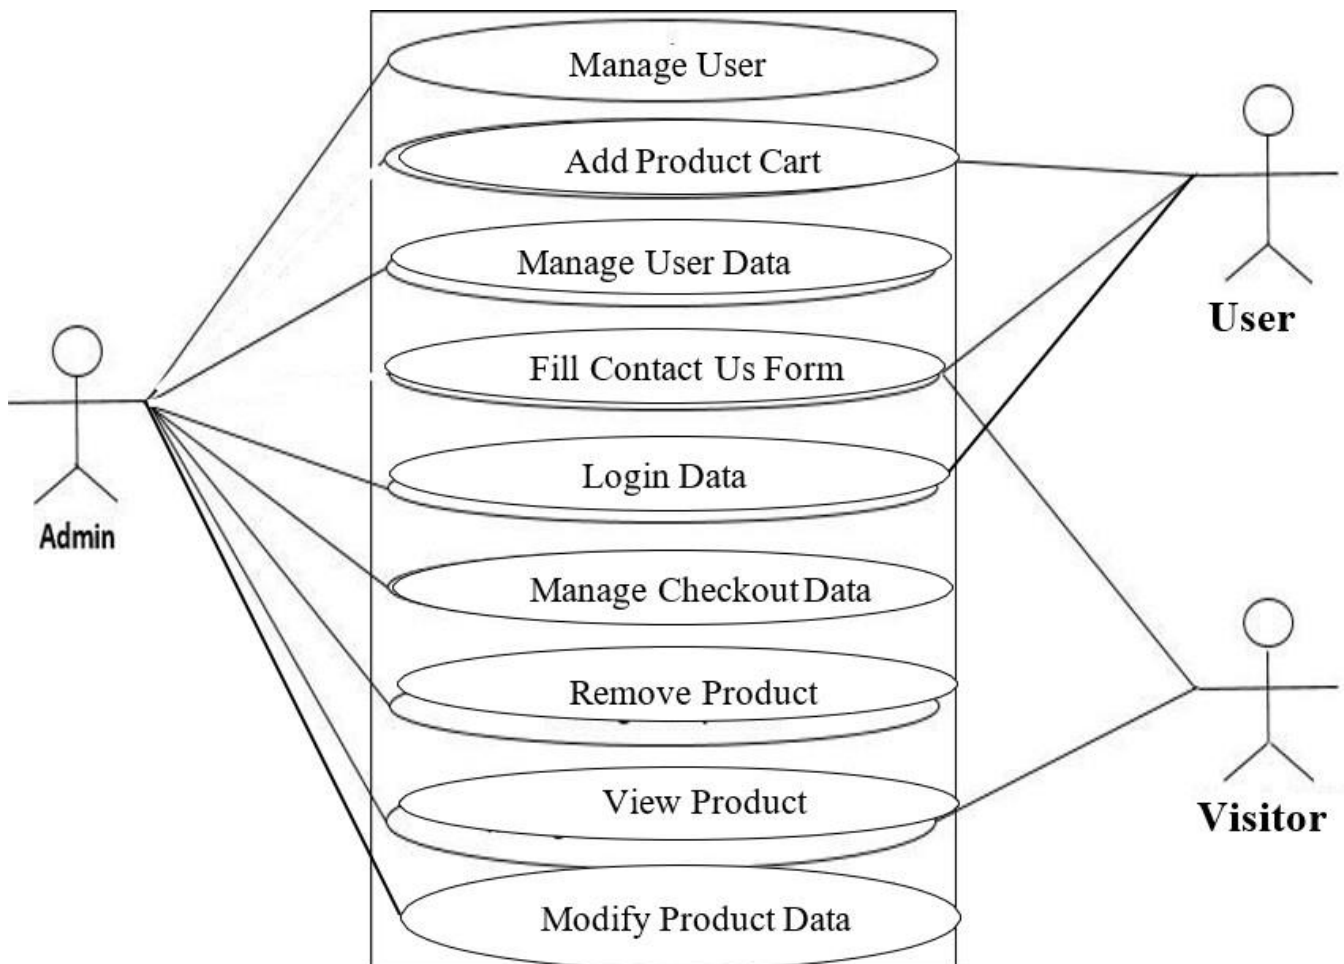 Manage User
Add Product Cart
Manage User Data
User
Fill Contact Us Form
Login Data
Admin
Manage Checkout Data
Remove Product
View Product
Visitor
Modify Product Data